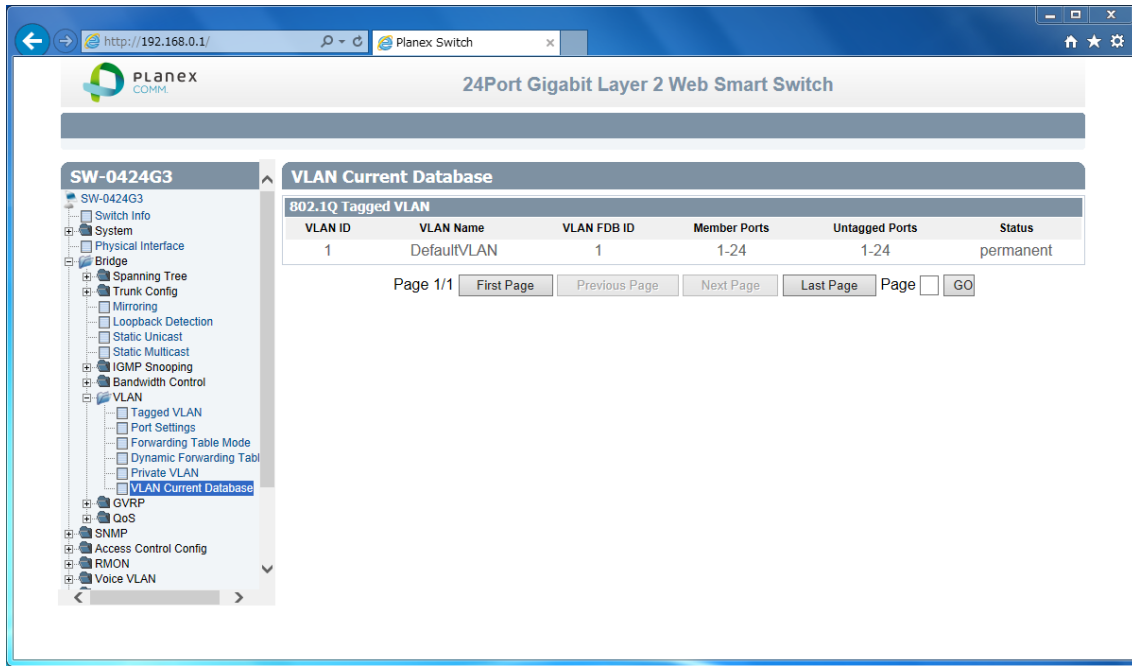 http://192.168.0.1/
Planex Switch
PLANEX
COMM.
24Port Gigabit Layer 2 Web Smart Switch
SW-0424G3
SW-0424G3
Switch Info
System
Physical Interface
Bridge
Spanning Tree
Trunk Config
Mirroring
Loopback Detection
Static Unicast
Static Multicast
IGMP Snooping
Bandwidth Control
VLAN
Tagged VLAN
Port Settings
Forwarding Table Mode
Dynamic Forwarding Tabl
Private VLAN
VLAN Current Database
GVRP
QoS
SNMP
Access Control Config
RMON
Voice VLAN
VLAN Current Database
802.1Q Tagged VLAN
VLAN ID VLAN Name VLAN FDB ID Member Ports Untagged Ports Status
1 DefaultVLAN 1 1-24 1-24 permanent
Page 1/1 First Page Previous Page Next Page Last Page Page GO